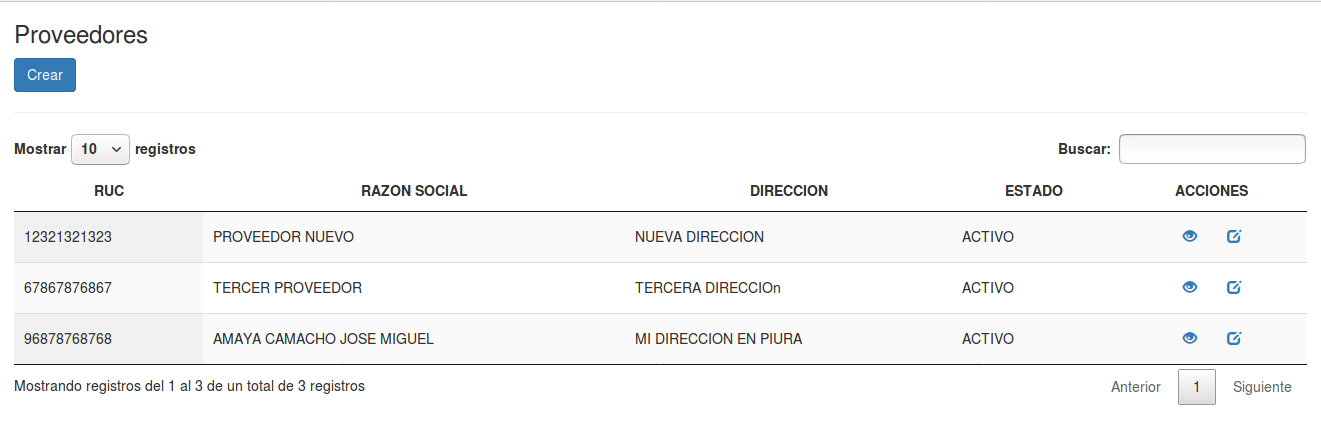 Proveedores
Crear
Mostrar 10 registros Buscar:
RUC RAZON SOCIAL DIRECCION ESTADO ACCIONES
12321321323 PROVEEDOR NUEVO NUEVA DIRECCION ACTIVO
67867876867 TERCER PROVEEDOR TERCERA DIRECCIOn ACTIVO
96878768768 AMAYA CAMACHO JOSE MIGUEL MI DIRECCION EN PIURA ACTIVO
Mostrando registros del 1 al 3 de un total de 3 registros Anterior 1 Siguiente